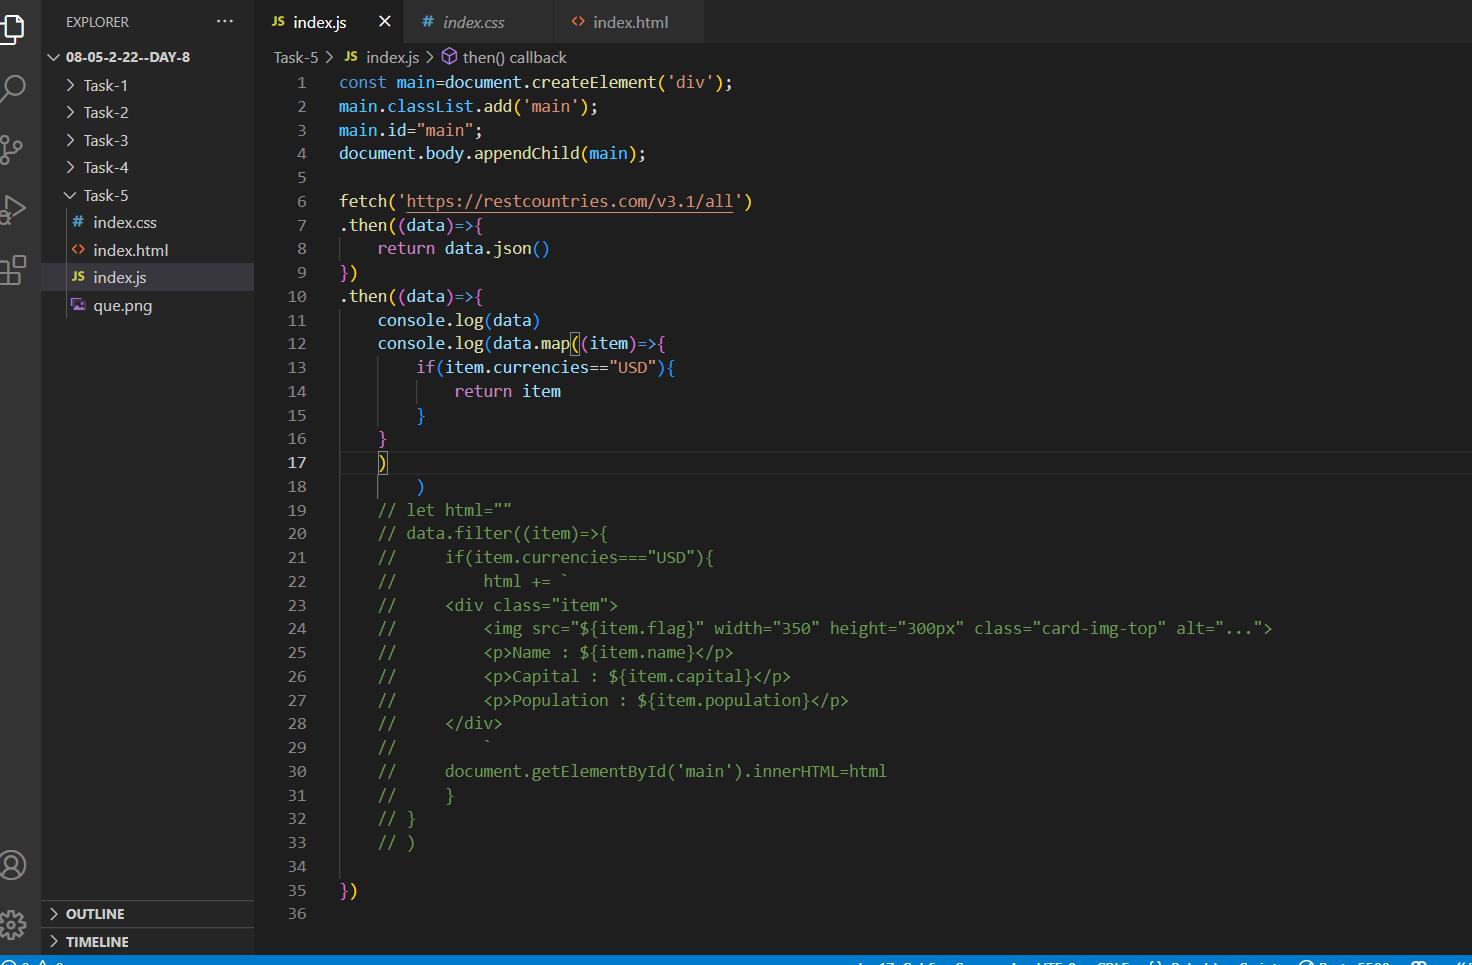 EXPLORER ···
08-05-2-22--DAY-8
Task-1
Task-2
Task-3
Task-4
Task-5
# index.css
<> index.html
JS index.js
que.png
OUTLINE
TIMELINE
JS index.js ×
# index.css
<> index.html
Task-5 > JS index.js > then() callback
1 const main=document.createElement('div');
2 main.classList.add('main');
3 main.id="main";
4 document.body.appendChild(main);
5
6 fetch('https://restcountries.com/v3.1/all')
7 .then((data)=>{
8     return data.json()
9 })
10 .then((data)=>{
11     console.log(data)
12     console.log(data.map((item)=>{
13         if(item.currencies=="USD"){
14             return item
15         }
16     }
17     )
18         )
19     // let html=""
20     // data.filter((item)=>{
21     //     if(item.currencies==="USD"){
22     //         html += `
23     //     <div class="item">
24     //         <img src="${item.flag}" width="350" height="300px" class="card-img-top" alt="...">
25     //         <p>Name : ${item.name}</p>
26     //         <p>Capital : ${item.capital}</p>
27     //         <p>Population : ${item.population}</p>
28     //     </div>
29     //         `
30     //     document.getElementById('main').innerHTML=html
31     //     }
32     // }
33     // )
34
35 })
36